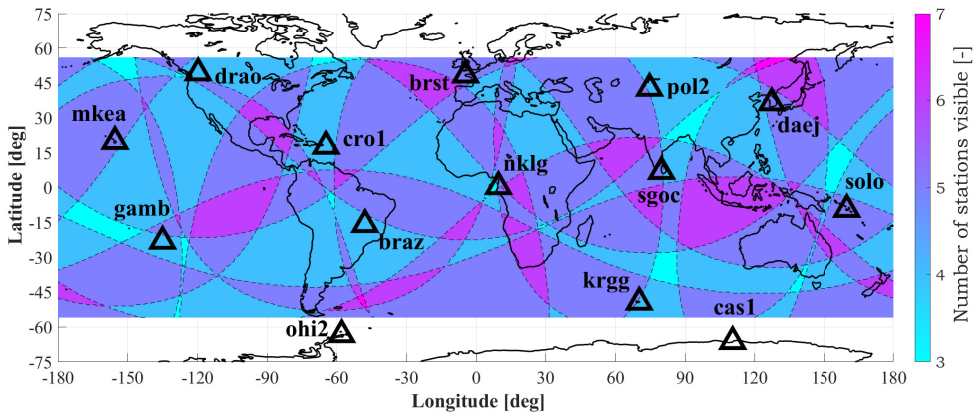 75
60
45
30
15
0
-15
-30
-45
-60
-75
Latitude [deg]
drao
brst
pol2
mkea
cro1
daej
ñklg
sgoc
solo
gamb
braz
krgg
cas1
ohi2
-180 -150 -120 -90 -60 -30 0 30 60 90 120 150 180
Longitude [deg]
7
6
5
4
3
Number of stations visible [-]